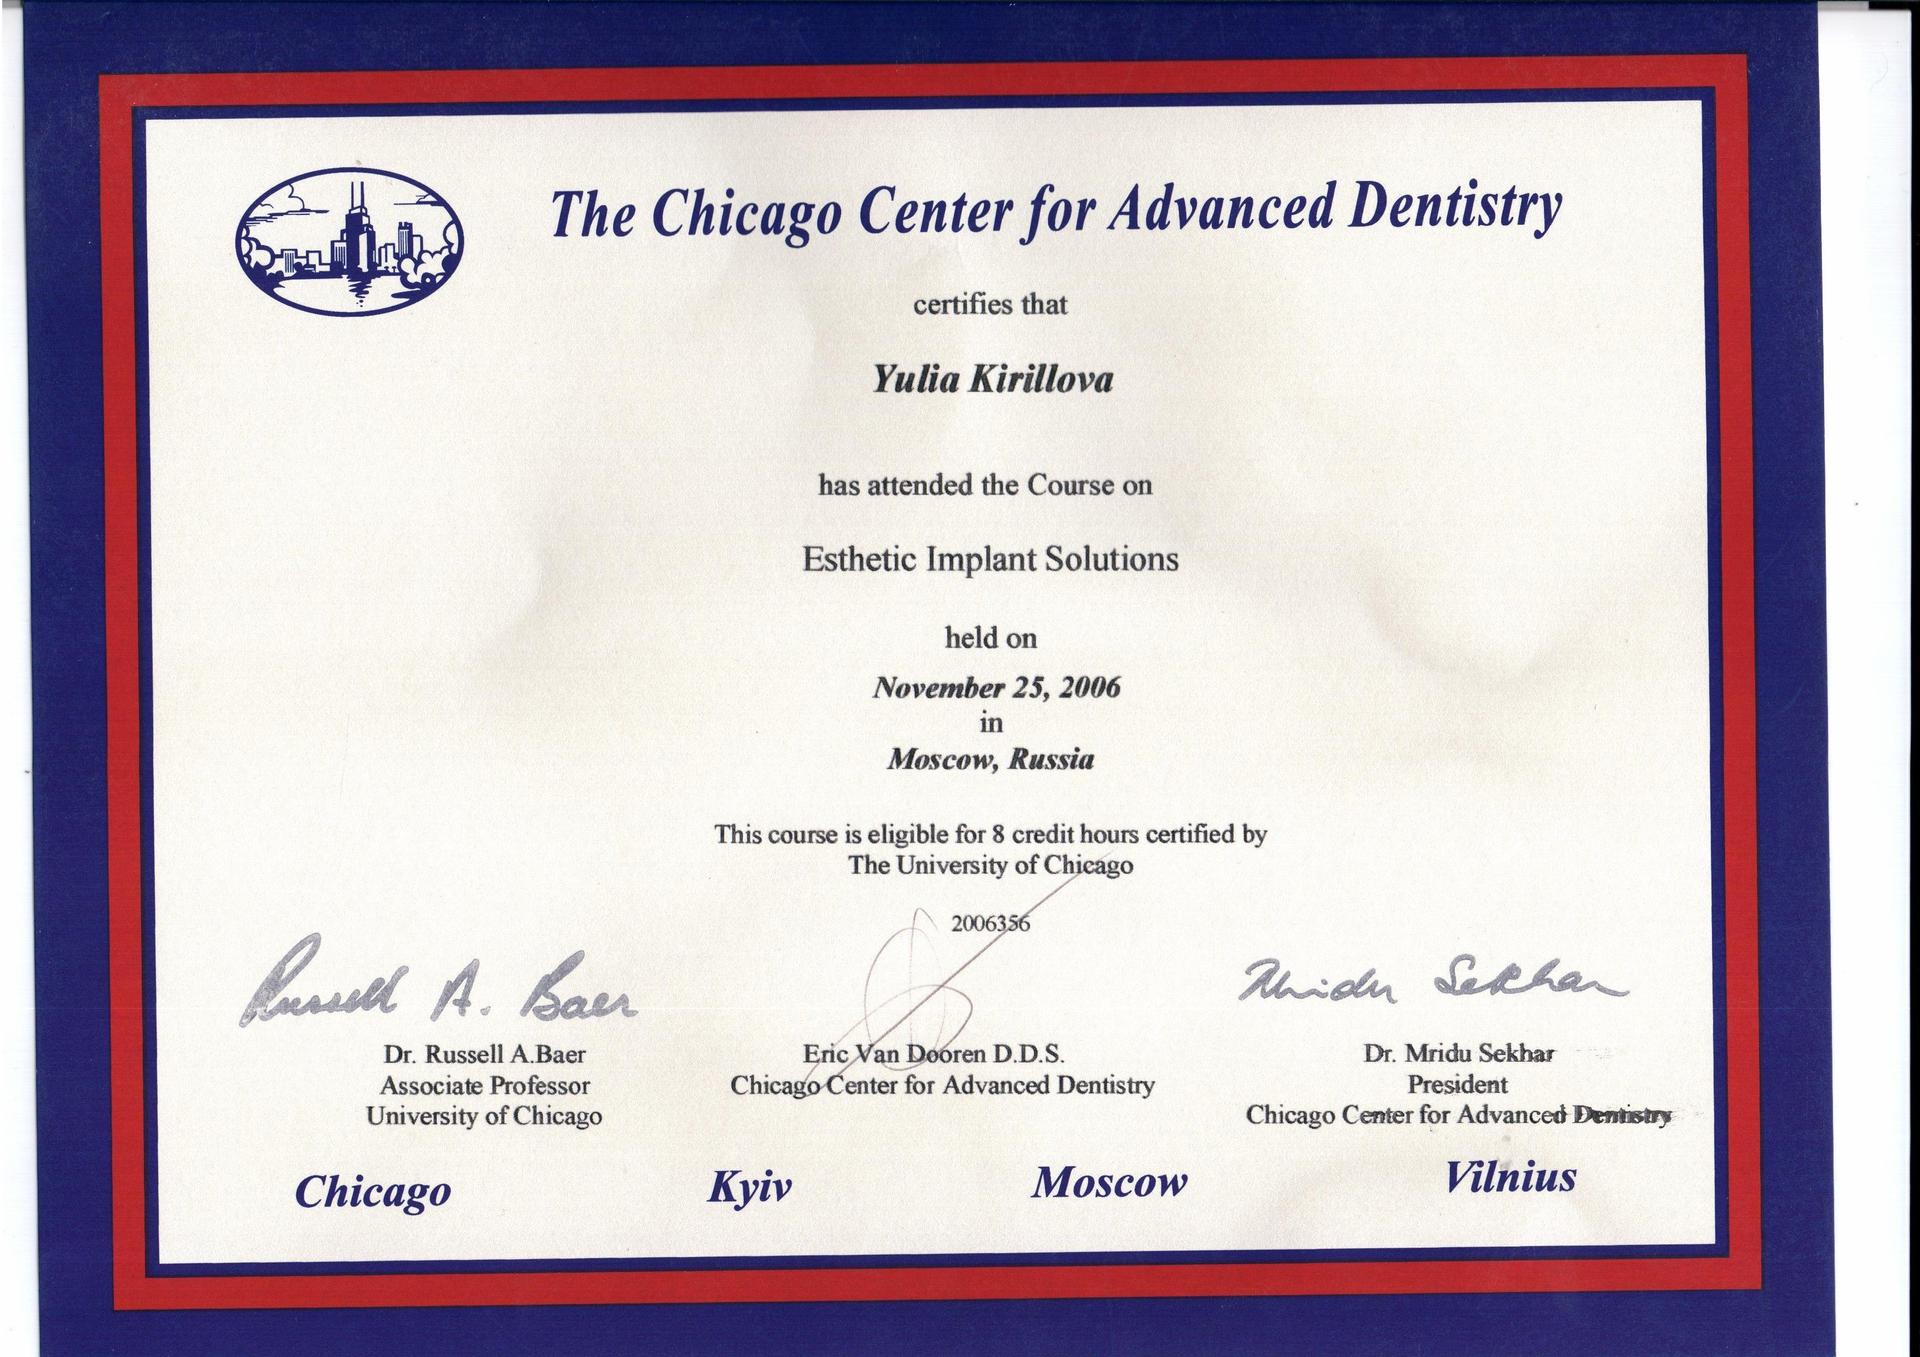 The Chicago Center for Advanced Dentistry
certifies that
Yulia Kirillova
has attended the Course on
Esthetic Implant Solutions
held on
November 25, 2006
in
Moscow, Russia
This course is eligible for 8 credit hours certified by
The University of Chicago
2006356
Russell A. Baer
Mridu Sekhar
Dr. Russell A.Baer
Associate Professor
University of Chicago
Eric Van Dooren D.D.S.
Chicago Center for Advanced Dentistry
Dr. Mridu Sekhar
President
Chicago Center for Advanced Dentistry
Chicago Kyiv Moscow Vilnius